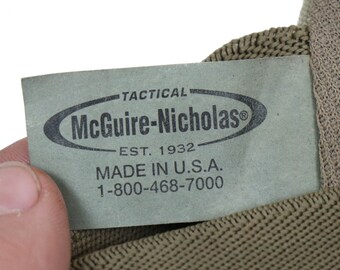 TACTICAL
McGuire-Nicholas®
EST. 1932
MADE IN U.S.A.
1-800-468-7000